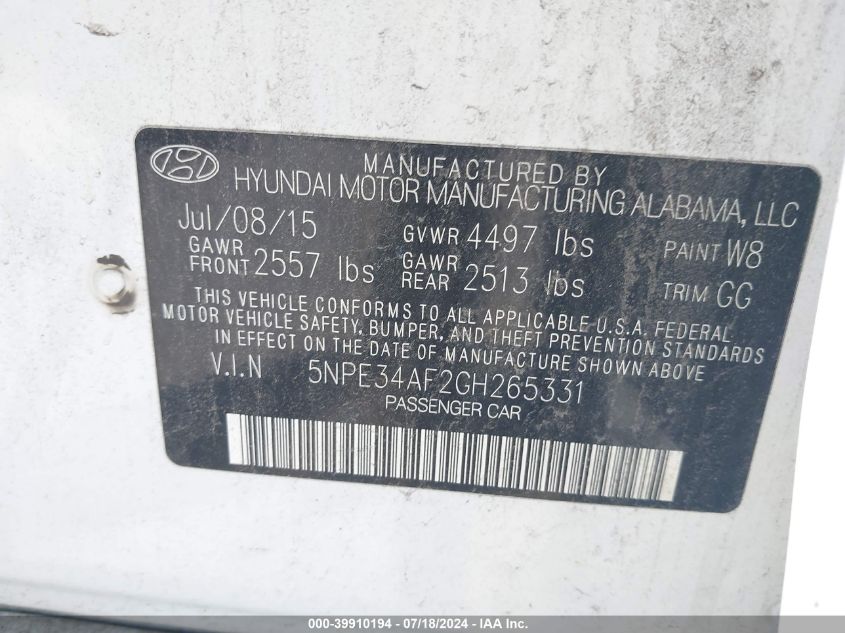 MANUFACTURED BY
HYUNDAI MOTOR MANUFACTURING ALABAMA, LLC
Jul/08/15 GVWR 4497 lbs PAINT W8
GAWR FRONT 2557 lbs GAWR REAR 2513 lbs TRIM GG
THIS VEHICLE CONFORMS TO ALL APPLICABLE U.S.A. FEDERAL
MOTOR VEHICLE SAFETY, BUMPER, AND THEFT PREVENTION STANDARDS
IN EFFECT ON THE DATE OF MANUFACTURE SHOWN ABOVE
V.I.N 5NPE34AF2GH265331
PASSENGER CAR
000-39910194 - 07/18/2024 - IAA Inc.